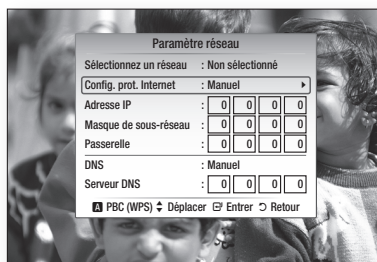 Paramètre réseau
Sélectionnez un réseau : Non sélectionné
Config. prot. Internet : Manuel
Adresse IP : 0 0 0 0
Masque de sous-réseau : 0 0 0 0
Passerelle : 0 0 0 0
DNS : Manuel
Serveur DNS : 0 0 0 0
A PBC (WPS) Déplacer Entrer Retour